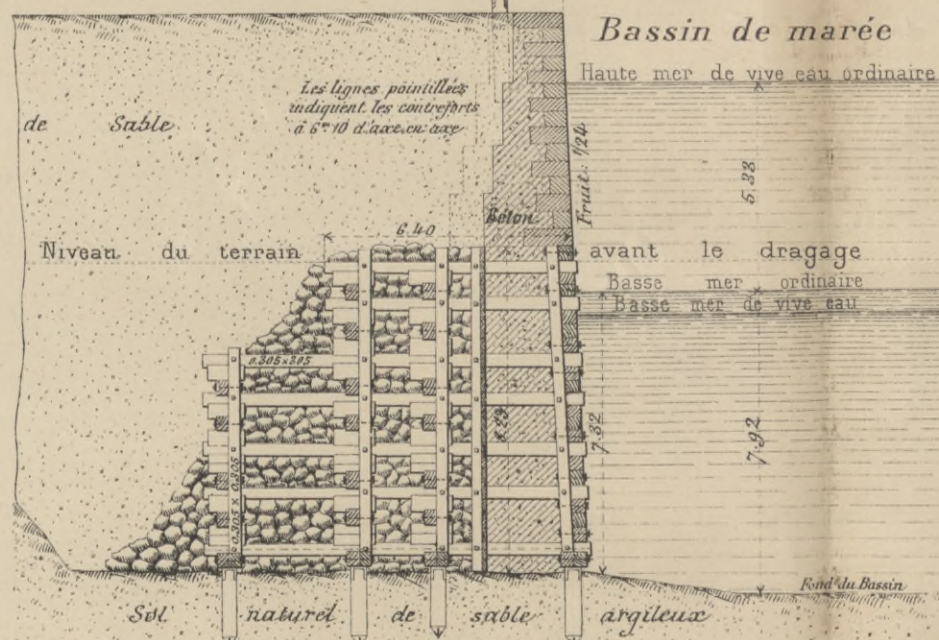 Bassin de marée
Haute mer de vive eau ordinaire
Les lignes pointillées
indiquent les contreforts
à 6m 10 d'axe en axe
de Sable
Fruit 1/24
5.33
Béton
6.40
Niveau du terrain avant le dragage
Basse mer ordinaire
Basse mer de vive eau
0.305 × 305
0.305 × 0.305
7.32
7.92
Fond du Bassin
Sol naturel de sable argileux